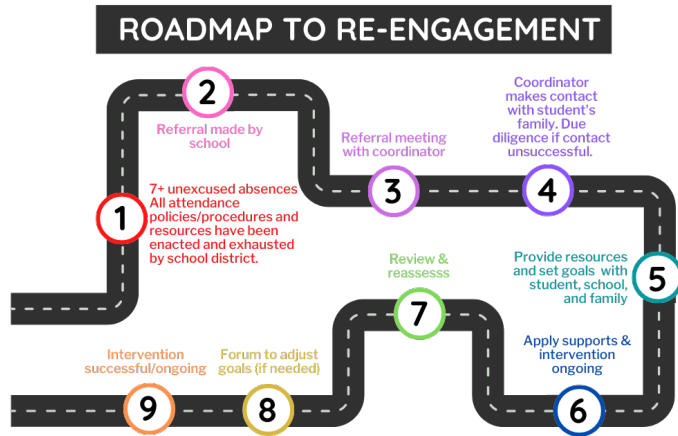 ROADMAP TO RE-ENGAGEMENT
1
7+ unexcused absences
All attendance
policies/procedures and
resources have been
enacted and exhausted
by school district.
2
Referral made by
school
Referral meeting
with coordinator
3
Coordinator
makes contact
with student's
family. Due
diligence if contact
unsuccessful.
4
Provide resources
and set goals with
student, school,
and family
5
Apply supports &
intervention
ongoing
6
Review &
reassesss
7
Forum to adjust
goals (if needed)
8
Intervention
successful/ongoing
9